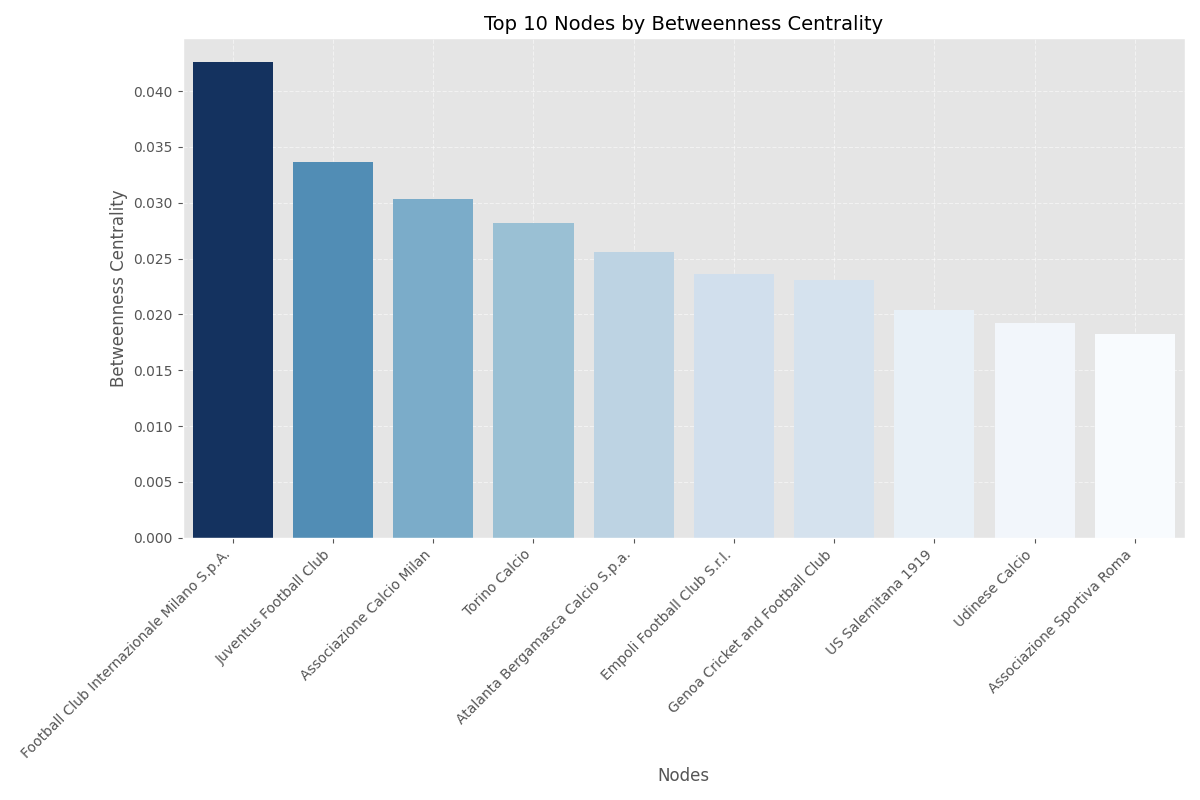 Top 10 Nodes by Betweenness Centrality
Betweenness Centrality
0.040
0.035
0.030
0.025
0.020
0.015
0.010
0.005
0.000
Football Club Internazionale Milano S.p.A.
Juventus Football Club
Associazione Calcio Milan
Torino Calcio
Atalanta Bergamasca Calcio S.p.a.
Empoli Football Club S.r.l.
Genoa Cricket and Football Club
US Salernitana 1919
Udinese Calcio
Associazione Sportiva Roma
Nodes